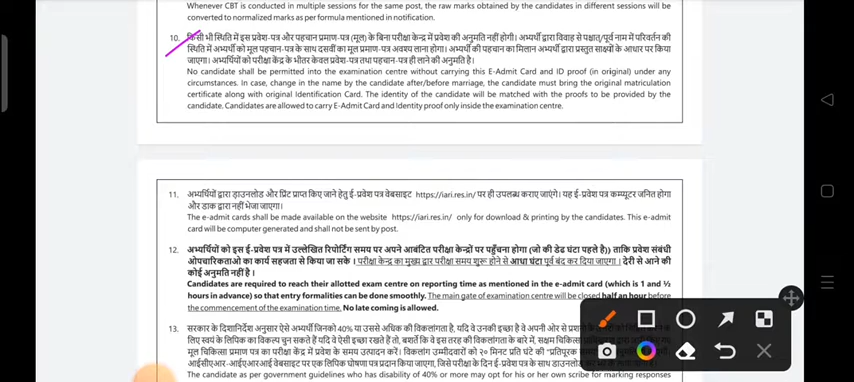 Whenever CBT is conducted in multiple sessions for the same post, the raw marks obtained by the candidates in different sessions will be
converted to normalized marks as per formula mentioned in notification.
10. किसी भी स्थिति में इस प्रवेश-पत्र और पहचान प्रमाण-पत्र (मूल) के बिना परीक्षा केन्द्र में प्रवेश की अनुमति नहीं होगी। अभ्यर्थी द्वारा विवाह से पश्चात/पूर्व नाम में परिवर्तन की
स्थिति में अभ्यर्थी को मूल पहचान-पत्र के साथ दसवीं का मूल प्रमाण-पत्र अवश्य लाना होगा। अभ्यर्थी की पहचान का मिलान अभ्यर्थी द्वारा प्रस्तुत साक्ष्यों के आधार पर किया
जाएगा। अभ्यर्थियों को परीक्षा केंद्र के भीतर केवल प्रवेश-पत्र तथा पहचान-पत्र ही लाने की अनुमति है।
No candidate shall be permitted into the examination centre without carrying this E-Admit Card and ID proof (in original) under any
circumstances. In case, change in the name by the candidate after/before marriage, the candidate must bring the original matriculation
certificate along with original Identification Card. The identity of the candidate will be matched with the proofs to be provided by the
candidate. Candidates are allowed to carry E-Admit Card and Identity proof only inside the examination centre.
11. अभ्यर्थियों द्वारा डाउनलोड और प्रिंट प्राप्त किए जाने हेतु ई-प्रवेश पत्र वेबसाइट https://iari.res.in/ पर ही उपलब्ध कराए जाएंगे। यह ई-प्रवेश पत्र कम्प्यूटर जनित होगा
और डाक द्वारा नहीं भेजा जाएगा।
The e-admit cards shall be made available on the website https://iari.res.in/ only for download & printing by the candidates. This e-admit
card will be computer generated and shall not be sent by post.
12. अभ्यर्थियों को इस ई-प्रवेश पत्र में उल्लेखित रिपोर्टिंग समय पर अपने आबंटित परीक्षा केन्द्रों पर पहुँचना होगा (जो की डेढ घंटा पहले है) ताकि प्रवेश संबंधी
ओपचारिकताओ का कार्य सहजता से किया जा सके । परीक्षा केन्द्र का मुख्य द्वार परीक्षा समय शुरू होने से आधा घंटा पूर्व बंद कर दिया जाएगा। देरी से आने की
कोई अनुमति नहीं है ।
Candidates are required to reach their allotted exam centre on reporting time as mentioned in the e-admit card (which is 1 and ½
hours in advance) so that entry formalities can be done smoothly. The main gate of examination centre will be closed half an hour before
the commencement of the examination time. No late coming is allowed.
13. सरकार के दिशानिर्देश अनुसार ऐसे अभ्यर्थी जिनको 40% या उससे अधिक की विकलांगता है, यदि वे उनकी इच्छा है वे अपनी ओर से
लिए स्वयं के लिपिक का विकल्प चुन सकते हैं यदि वे ऐसी इच्छा रखते हैं तो, बशर्ते कि वे इस तरह की विकलांगता के बारे में, सक्षम
मूल चिकित्सा प्रमाण पत्र का परीक्षा केंद्र में प्रवेश के समय उत्पादन करें। विकलांग उम्मीदवारों को २० मिनट प्रति घंटे की
आईसीएआर-आईएआरआई वेबसाइट पर एक लिपिक घोषणा पत्र प्रदान किया जाएगा, जिसे परीक्षा के दिन ई-प्रवेश पत्र के साथ
The candidate as per government guidelines who has disability of 40% or more may opt for his or her own scribe for marking responses